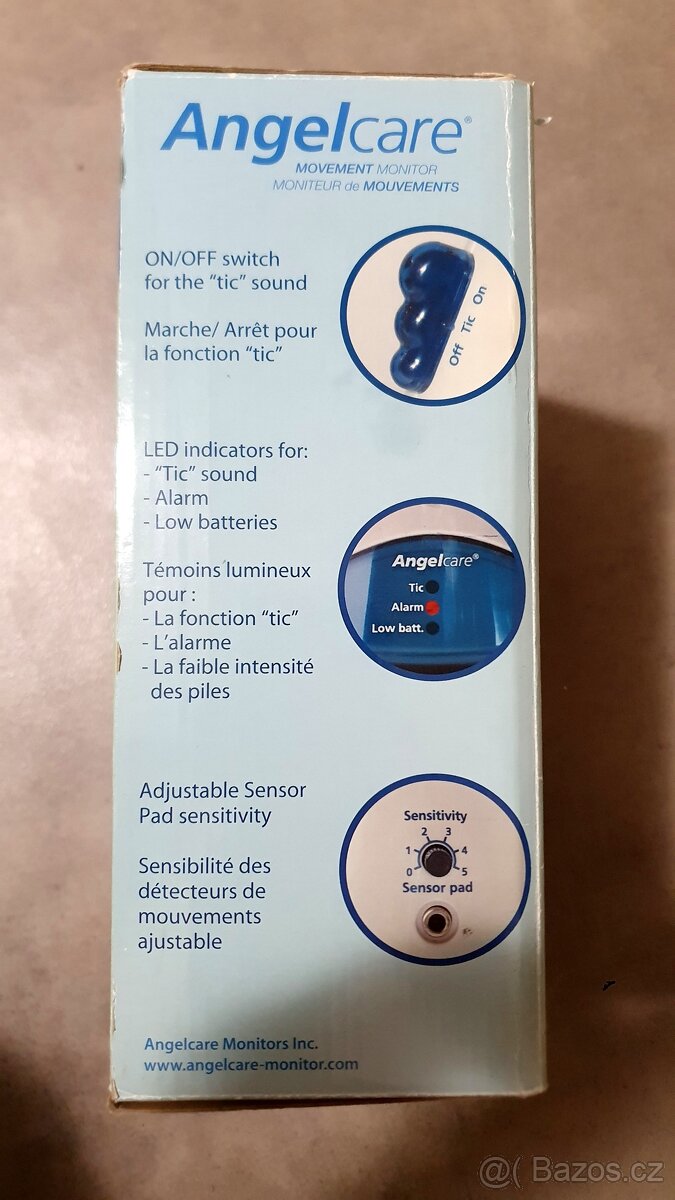 Angelcare®
MOVEMENT MONITOR
MONITEUR de MOUVEMENTS
ON/OFF switch
for the “tic” sound
Marche/ Arrêt pour
la fonction “tic”
Off Tic On
LED indicators for:
- “Tic” sound
- Alarm
- Low batteries
Témoins lumineux
pour :
- La fonction “tic”
- L’alarme
- La faible intensité
des piles
Angelcare®
Tic
Alarm
Low batt.
Adjustable Sensor
Pad sensitivity
Sensibilité des
détecteurs de
mouvements
ajustable
Sensitivity
2 3
1 4
0 5
Sensor pad
Angelcare Monitors Inc.
www.angelcare-monitor.com
@( Bazos.cz